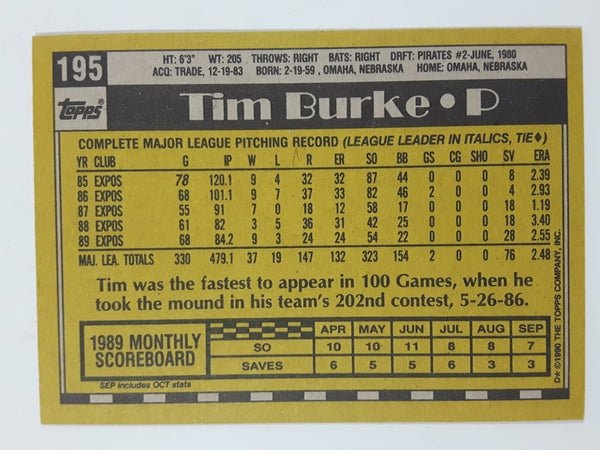 195
HT: 6'3" WT: 205 THROWS: RIGHT BATS: RIGHT DRFT: PIRATES #2-JUNE, 1980
ACQ: TRADE, 12-19-83 BORN: 2-19-59, OMAHA, NEBRASKA HOME: OMAHA, NEBRASKA
Topps®
Tim Burke • P
COMPLETE MAJOR LEAGUE PITCHING RECORD (LEAGUE LEADER IN ITALICS, TIE♦)
YR CLUB G IP W L R ER SO BB GS CG SHO SV ERA
85 EXPOS 78 120.1 9 4 32 32 87 44 0 0 0 8 2.39
86 EXPOS 68 101.1 9 7 37 33 82 46 2 0 0 4 2.93
87 EXPOS 55 91 7 0 18 12 58 17 0 0 0 18 1.19
88 EXPOS 61 82 3 5 36 31 42 25 0 0 0 18 3.40
89 EXPOS 68 84.2 9 3 24 24 54 22 0 0 0 28 2.55
MAJ. LEA. TOTALS 330 479.1 37 19 147 132 323 154 2 0 0 76 2.48
Tim was the fastest to appear in 100 Games, when he
took the mound in his team's 202nd contest, 5-26-86.
1989 MONTHLY
SCOREBOARD
APR MAY JUN JUL AUG SEP
SO 10 10 11 8 8 7
SAVES 6 5 5 6 3 3
SEP includes OCT stats
D★ ©1990 THE TOPPS COMPANY, INC.